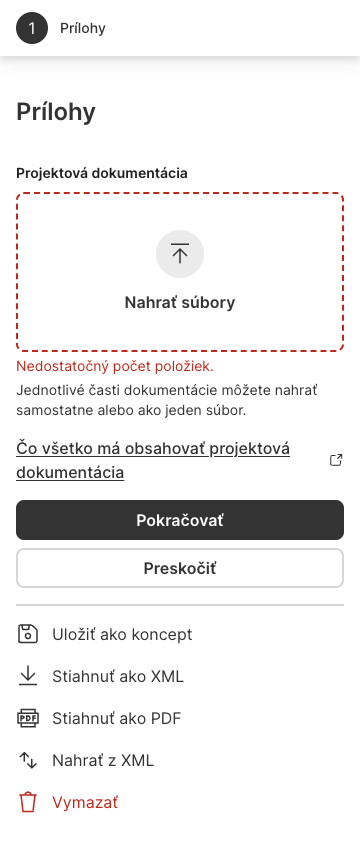 1 Prílohy
Prílohy
Projektová dokumentácia
Nahrať súbory
Nedostatočný počet položiek.
Jednotlivé časti dokumentácie môžete nahrať
samostatne alebo ako jeden súbor.
Čo všetko má obsahovať projektová
dokumentácia
Pokračovať
Preskočiť
Uložiť ako koncept
Stiahnuť ako XML
PDF Stiahnuť ako PDF
Nahrať z XML
Vymazať